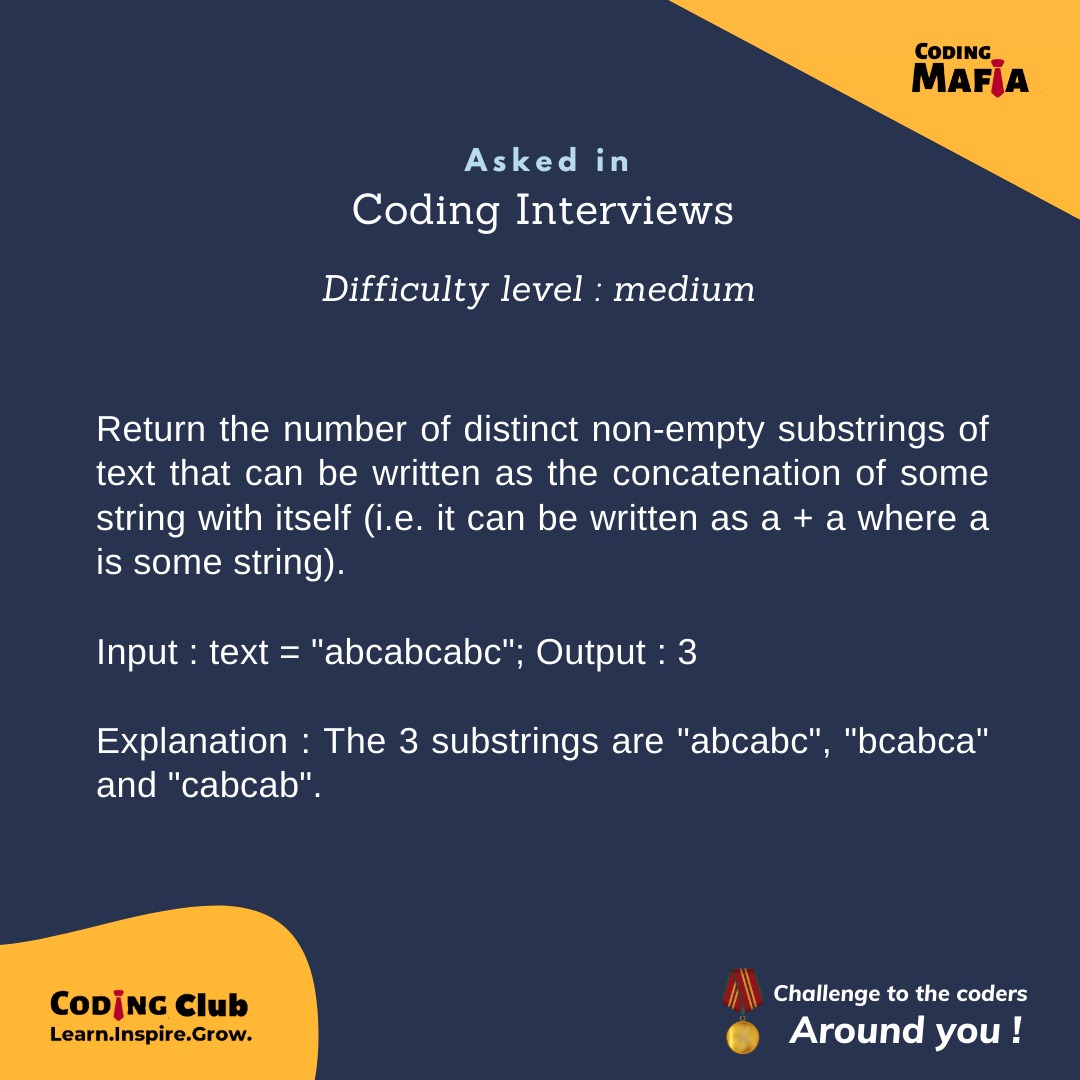 CODING
MAFIA
Asked in
Coding Interviews
Difficulty level : medium
Return the number of distinct non-empty substrings of
text that can be written as the concatenation of some
string with itself (i.e. it can be written as a + a where a
is some string).
Input : text = "abcabcabc"; Output : 3
Explanation : The 3 substrings are "abcabc", "bcabca"
and "cabcab".
CODING Club
Learn.Inspire.Grow.
Challenge to the coders
Around you !